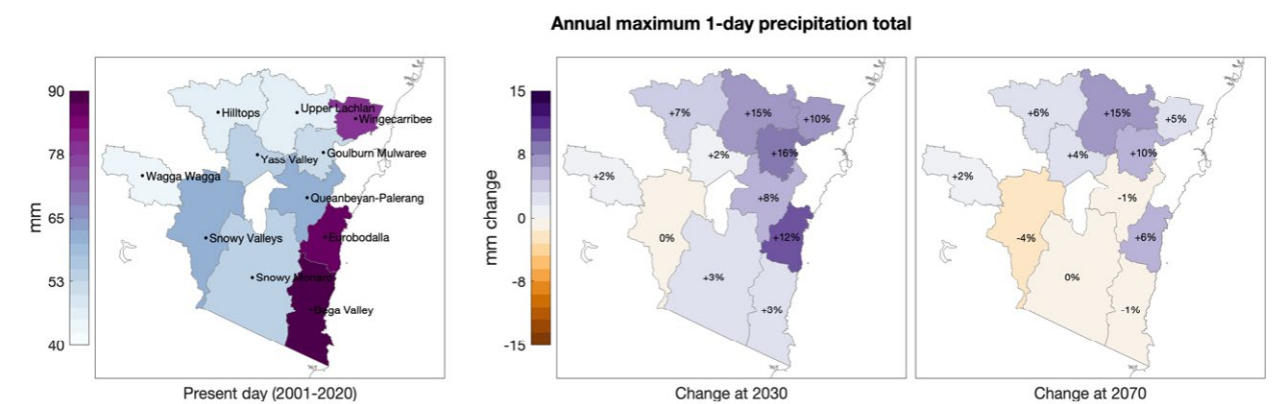 Annual maximum 1-day precipitation total
mm
90
78
65
53
40
Hilltops
Upper Lachlan
Wingecarribee
Yass Valley
Goulburn Mulwaree
Wagga Wagga
Queanbeyan-Palerang
Snowy Valleys
Eurobodalla
Snowy Monaro
Bega Valley
Present day (2001-2020)
mm change
15
8
0
-8
-15
+7%
+15%
+10%
+2%
+16%
+2%
+8%
0%
+12%
+3%
+3%
Change at 2030
+6%
+15%
+5%
+4%
+10%
+2%
-1%
-4%
+6%
0%
-1%
Change at 2070